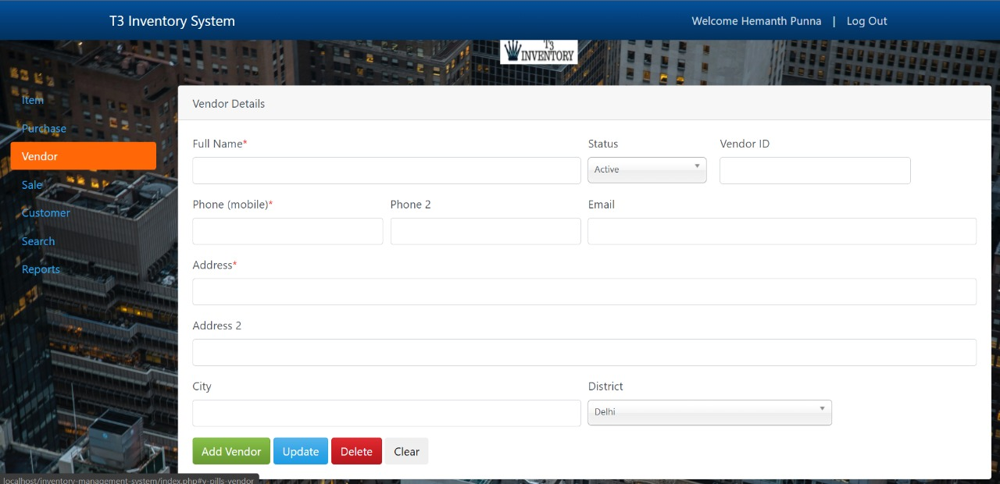 T3 Inventory System
Welcome Hemanth Punna | Log Out
T3
INVENTORY
Item
Purchase
Vendor
Sale
Customer
Search
Reports
Vendor Details
Full Name*
Status
Vendor ID
Active
Phone (mobile)*
Phone 2
Email
Address*
Address 2
City
District
Delhi
Add Vendor
Update
Delete
Clear
localhost/inventory-management-system/index.php#v-pills-vendor